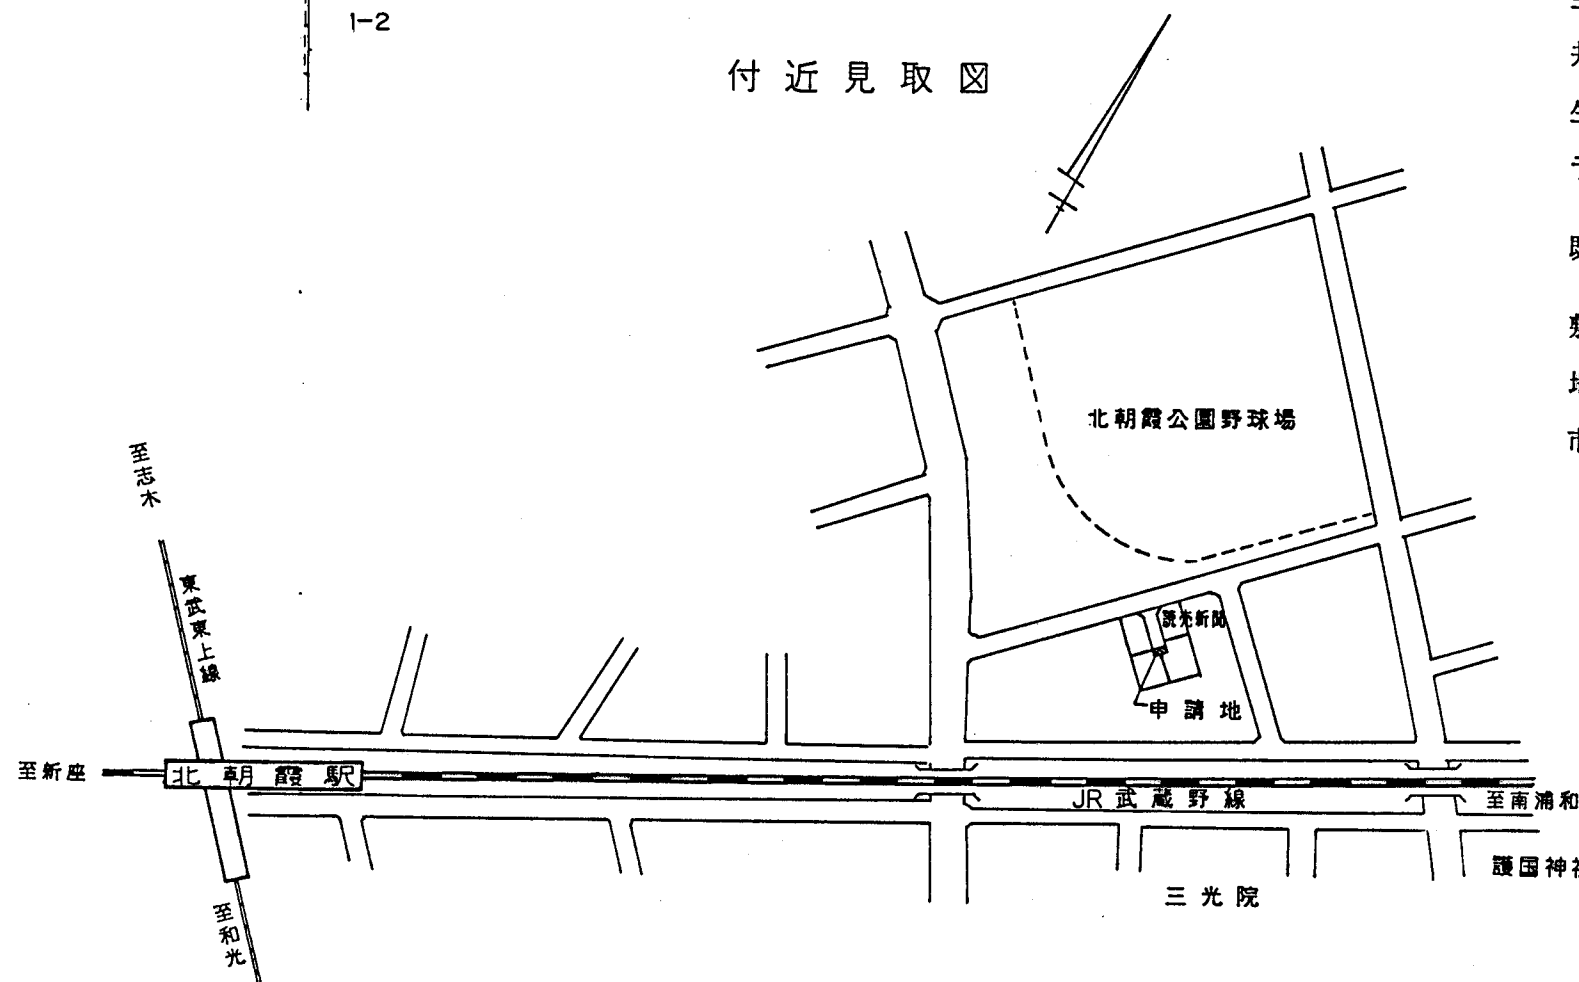 1-2
付近見取図
北朝霞公園野球場
至志木
東武東上線
読売新聞
申請地
至新座
北朝霞駅
JR武蔵野線
至南浦和
護国神社
三光院
至和光